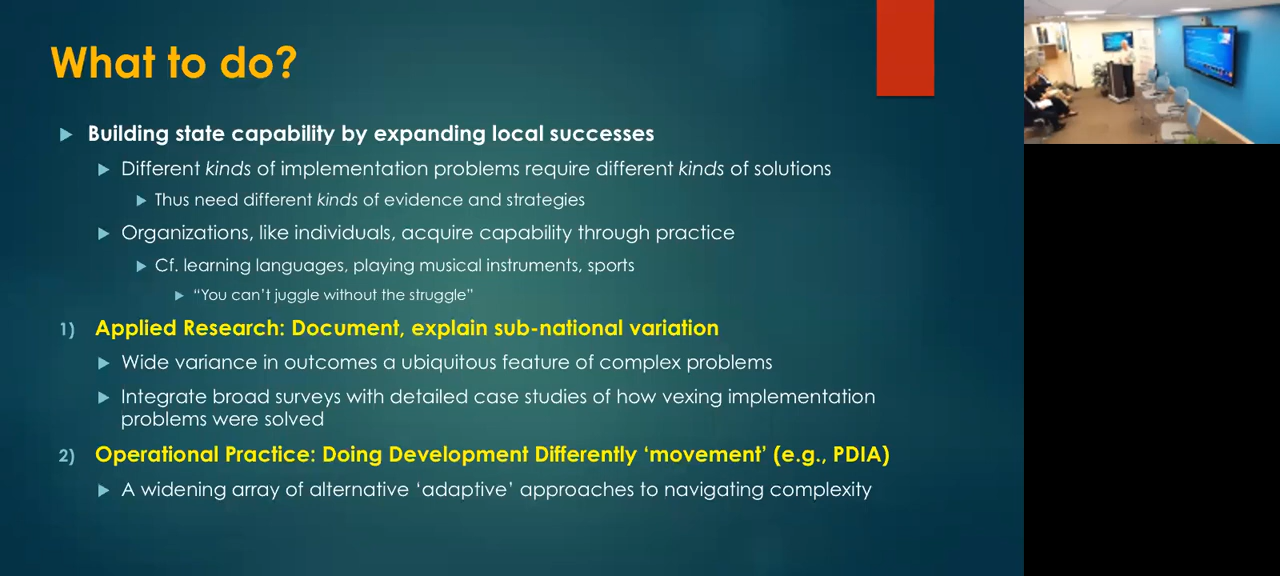 What to do?
Building state capability by expanding local successes
Different kinds of implementation problems require different kinds of solutions
Thus need different kinds of evidence and strategies
Organizations, like individuals, acquire capability through practice
Cf. learning languages, playing musical instruments, sports
“You can’t juggle without the struggle”
1) Applied Research: Document, explain sub-national variation
Wide variance in outcomes a ubiquitous feature of complex problems
Integrate broad surveys with detailed case studies of how vexing implementation
problems were solved
2) Operational Practice: Doing Development Differently ‘movement’ (e.g., PDIA)
A widening array of alternative ‘adaptive’ approaches to navigating complexity